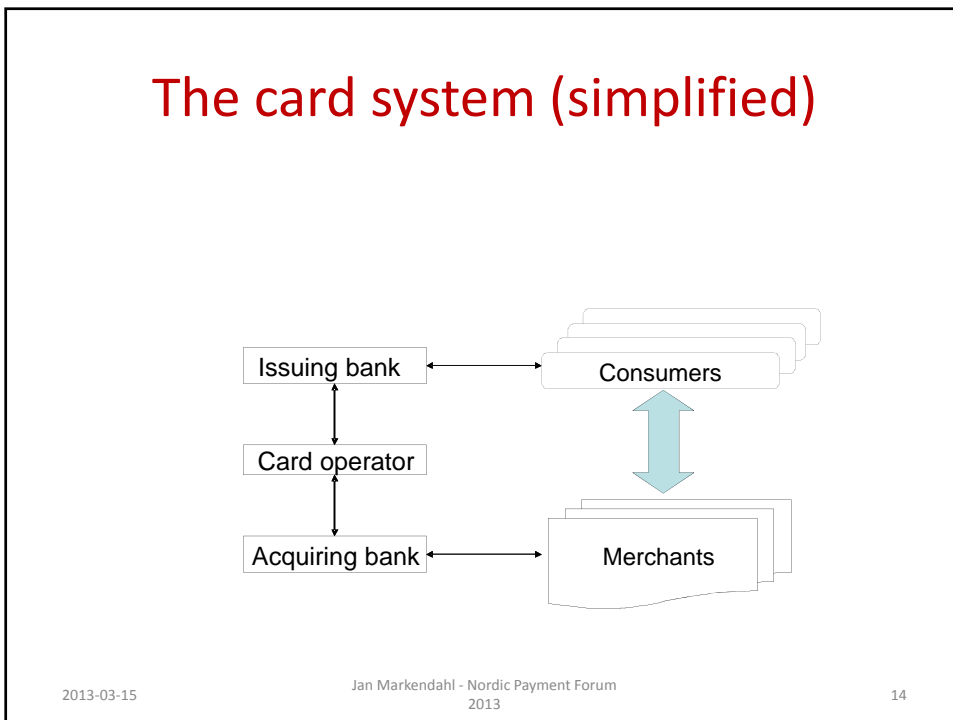 The card system (simplified)
Issuing bank
Consumers
Card operator
Acquiring bank
Merchants
2013-03-15
Jan Markendahl - Nordic Payment Forum
2013
14